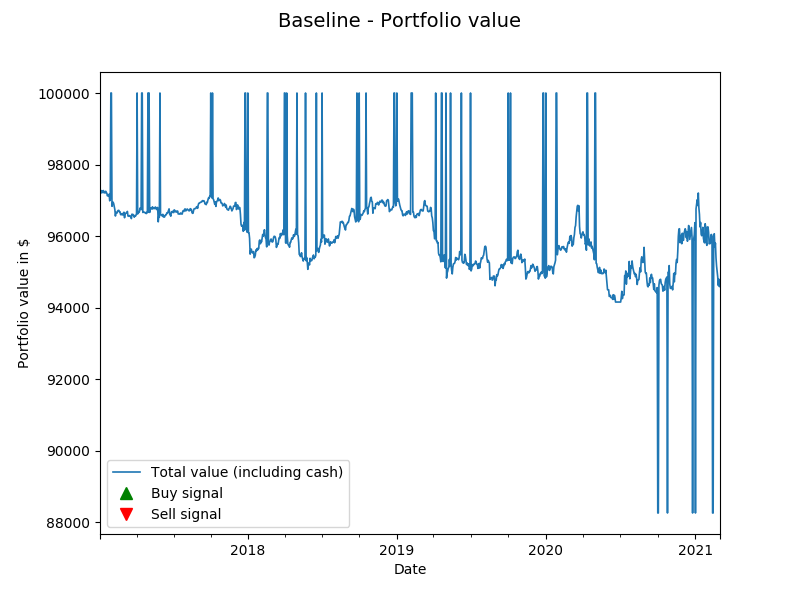 Baseline - Portfolio value
100000
98000
96000
94000
92000
90000
88000
Portfolio value in $
Total value (including cash)
Buy signal
Sell signal
2018
2019
2020
2021
Date